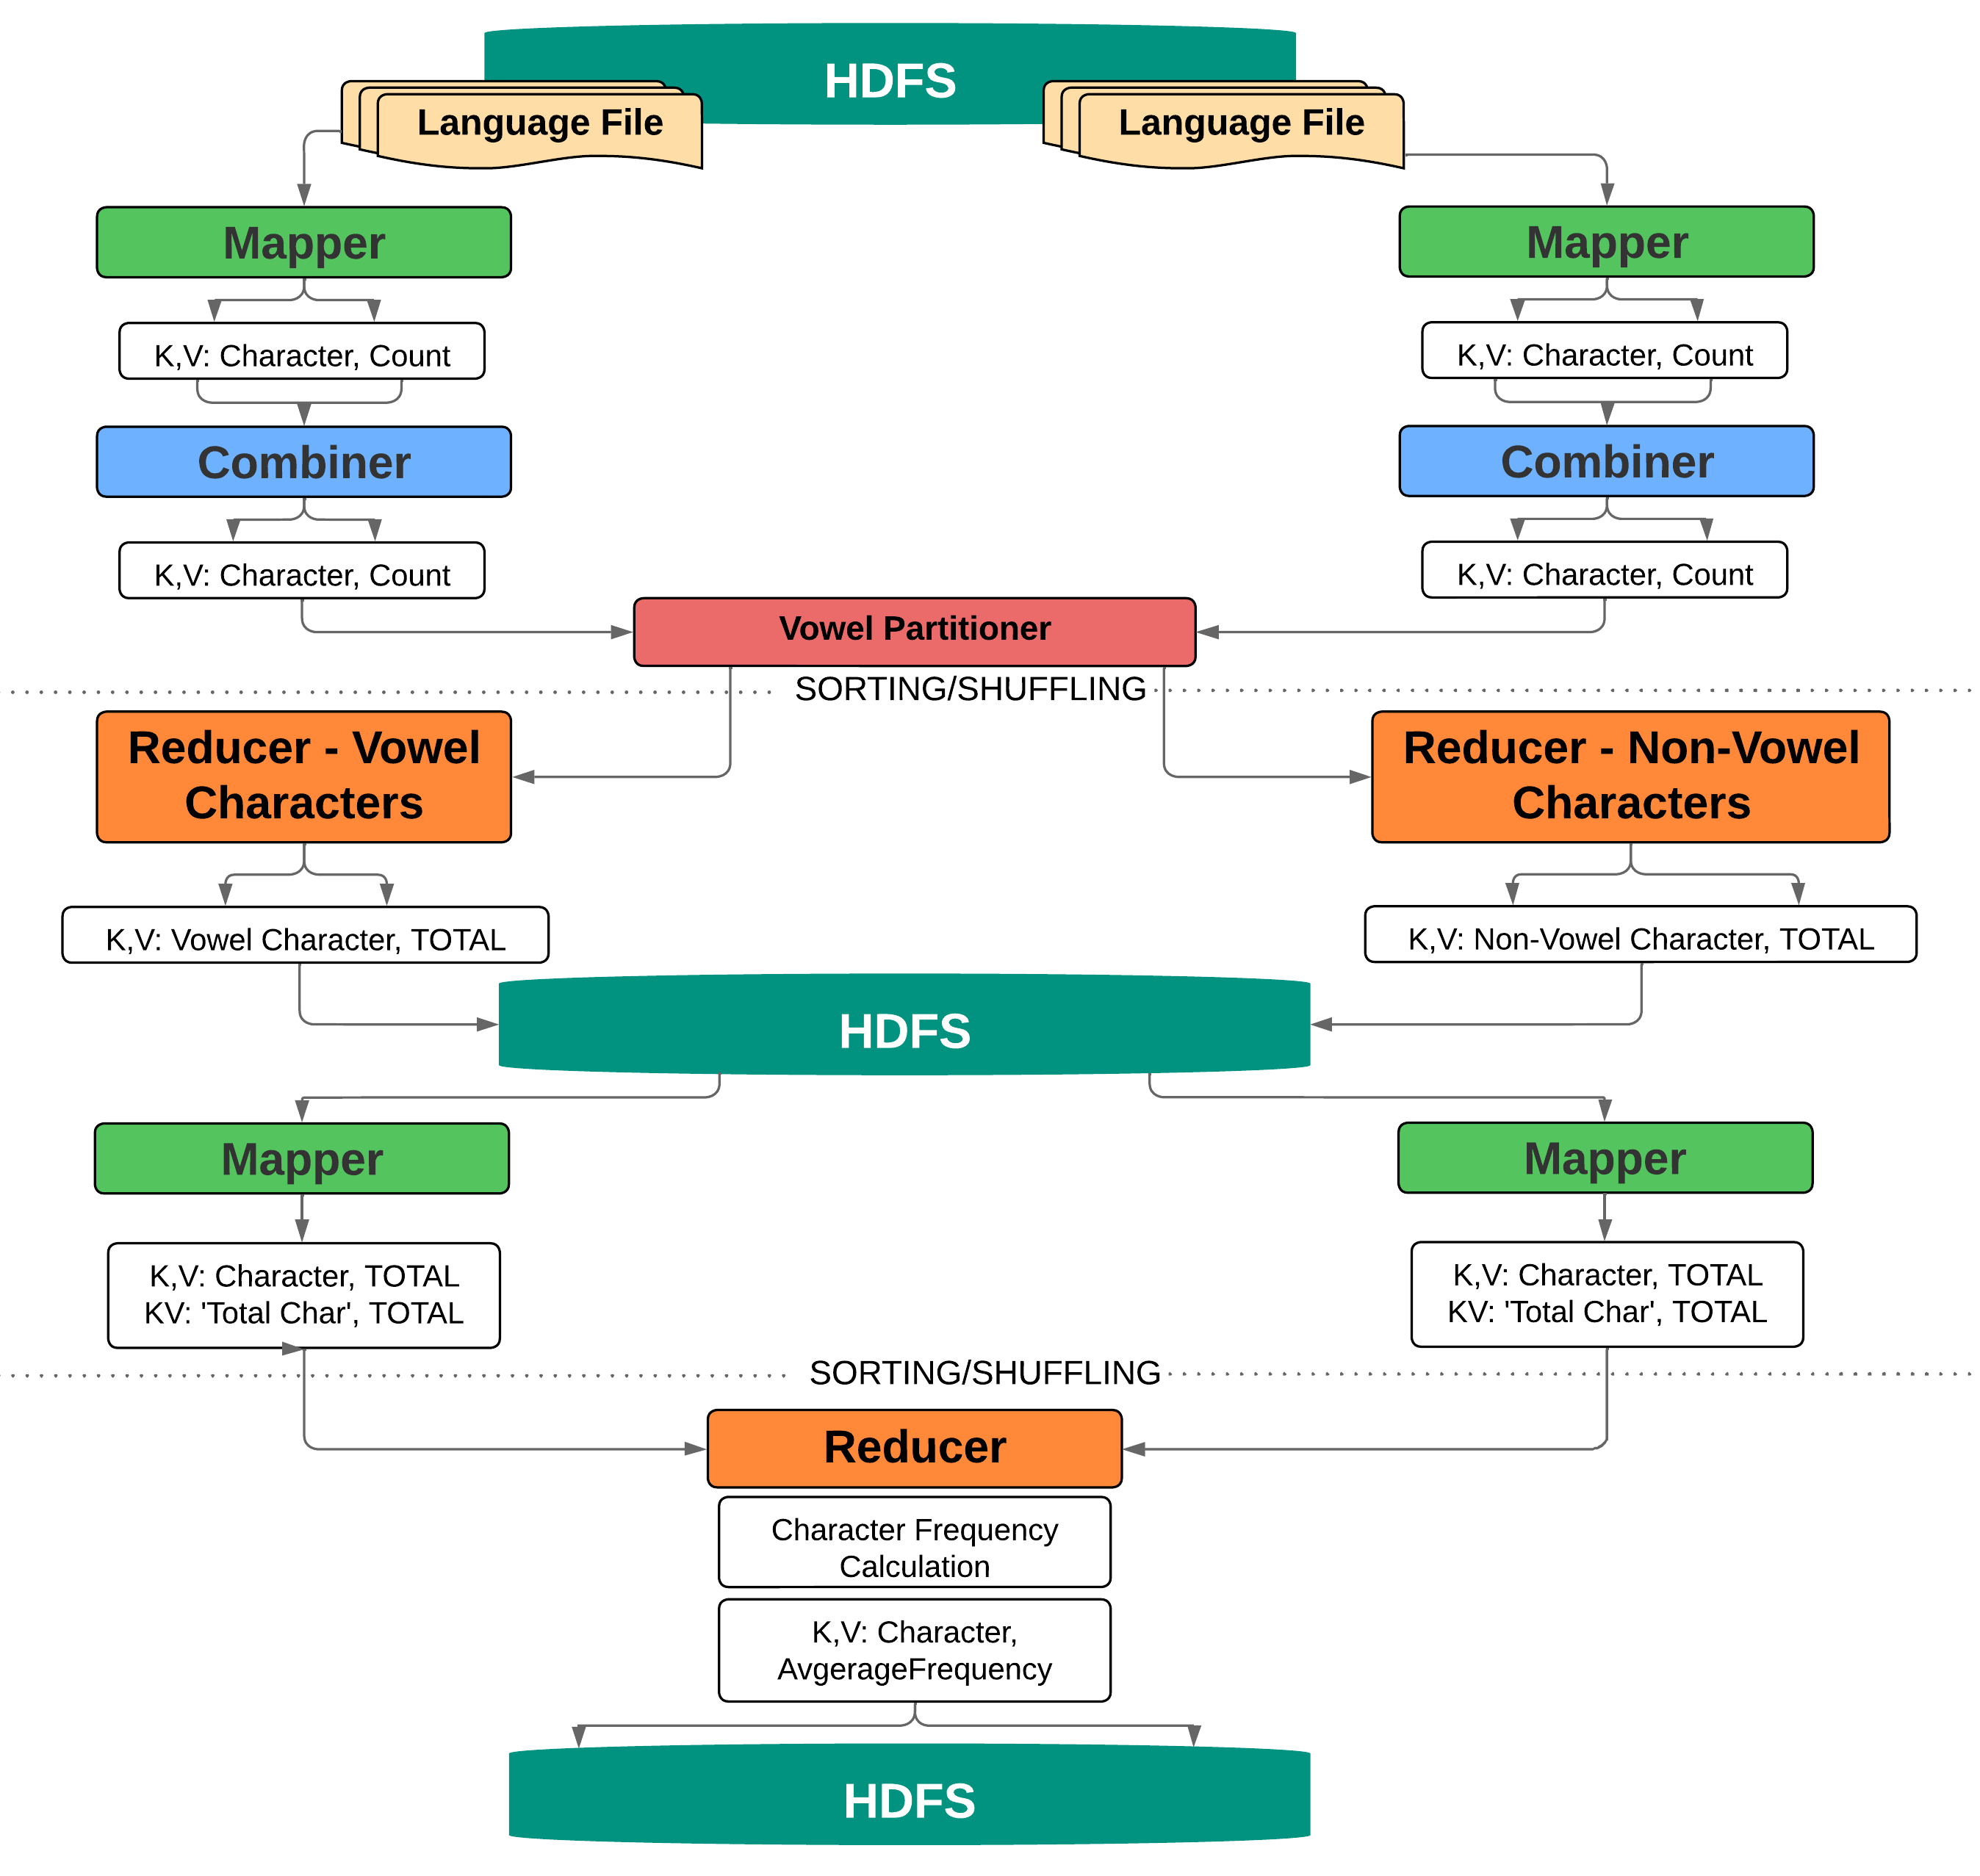 HDFS
Language File
Language File
Mapper
Mapper
K,V: Character, Count
K,V: Character, Count
Combiner
Combiner
K,V: Character, Count
K,V: Character, Count
Vowel Partitioner
SORTING/SHUFFLING
Reducer - Vowel
Characters
Reducer - Non-Vowel
Characters
K,V: Vowel Character, TOTAL
K,V: Non-Vowel Character, TOTAL
HDFS
Mapper
Mapper
K,V: Character, TOTAL
KV: 'Total Char', TOTAL
K,V: Character, TOTAL
KV: 'Total Char', TOTAL
SORTING/SHUFFLING
Reducer
Character Frequency
Calculation
K,V: Character,
AvgerageFrequency
HDFS